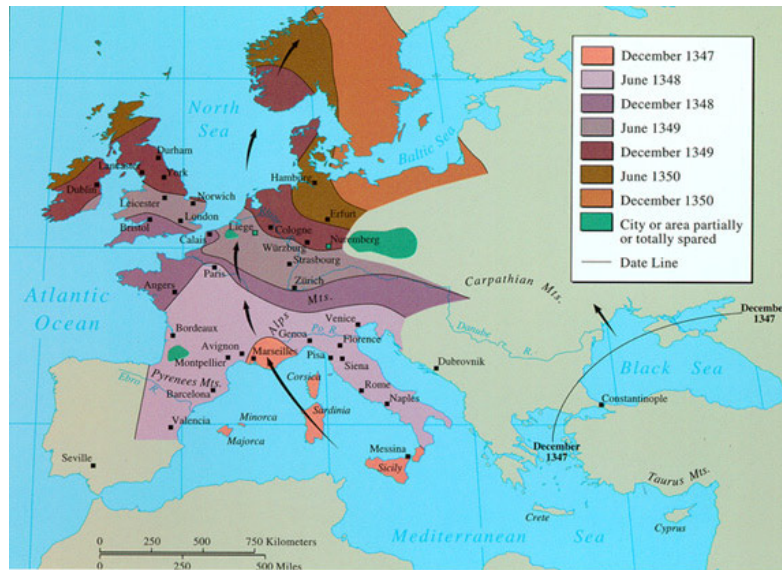 December 1347
June 1348
December 1348
June 1349
December 1349
June 1350
December 1350
City or area partially
or totally spared
Date Line
North
Sea
Baltic Sea
Durham
Lancaster
York
Dublin
Leicester
Norwich
London
Bristol
Calais
Hamburg
Liege
Cologne
Erfurt
Würzburg
Nuremberg
Strasbourg
Paris
Zürich
Angers
Mts.
Carpathian Mts.
Atlantic
Ocean
Alps
Po R.
Venice
Danube R.
December
1347
Bordeaux
Avignon
Genoa
Florence
Montpellier
Marseilles
Pisa
Siena
Dubrovnik
Black Sea
Pyrenees Mts.
Ebro R.
Corsica
Rome
Barcelona
Constantinople
Minorca
Sardinia
Naples
Valencia
Majorca
December
1347
Messina
Seville
Sicily
Taurus Mts.
Crete
Cyprus
Mediterranean Sea
0 250 500 750 Kilometers
0 250 500 Miles